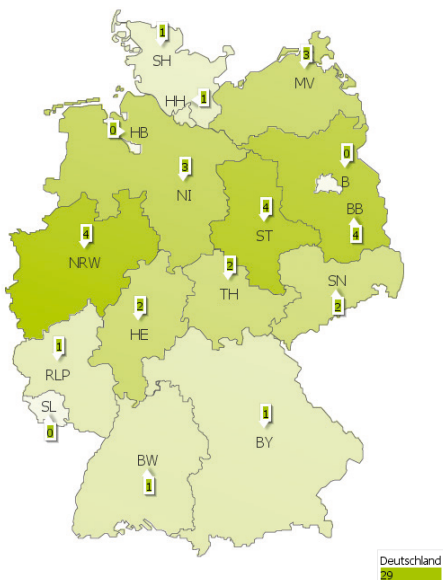 1
SH
HH
1
3
MV
0
HB
3
NI
0
B
BB
4
4
ST
4
NRW
2
TH
SN
2
2
HE
1
RLP
SL
0
1
BY
BW
1
Deutschland
29